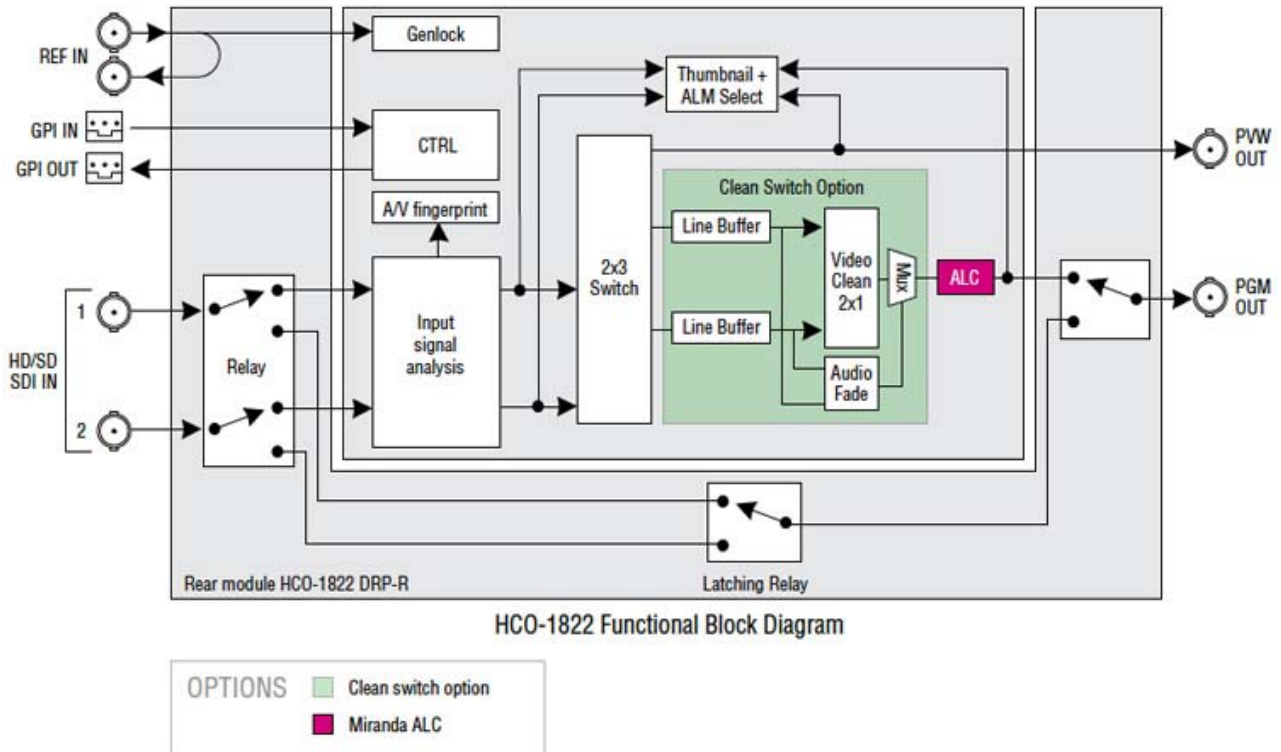 REF IN
Genlock
Thumbnail +
ALM Select
GPI IN
GPI OUT
CTRL
PVW
OUT
A/V fingerprint
Clean Switch Option
Line Buffer
2x3
Switch
Video
Clean
2x1
Mux
ALC
PGM
OUT
1
HD/SD
SDI IN
2
Relay
Input
signal
analysis
Line Buffer
Audio
Fade
Rear module HCO-1822 DRP-R
Latching Relay
HCO-1822 Functional Block Diagram
OPTIONS
Clean switch option
Miranda ALC